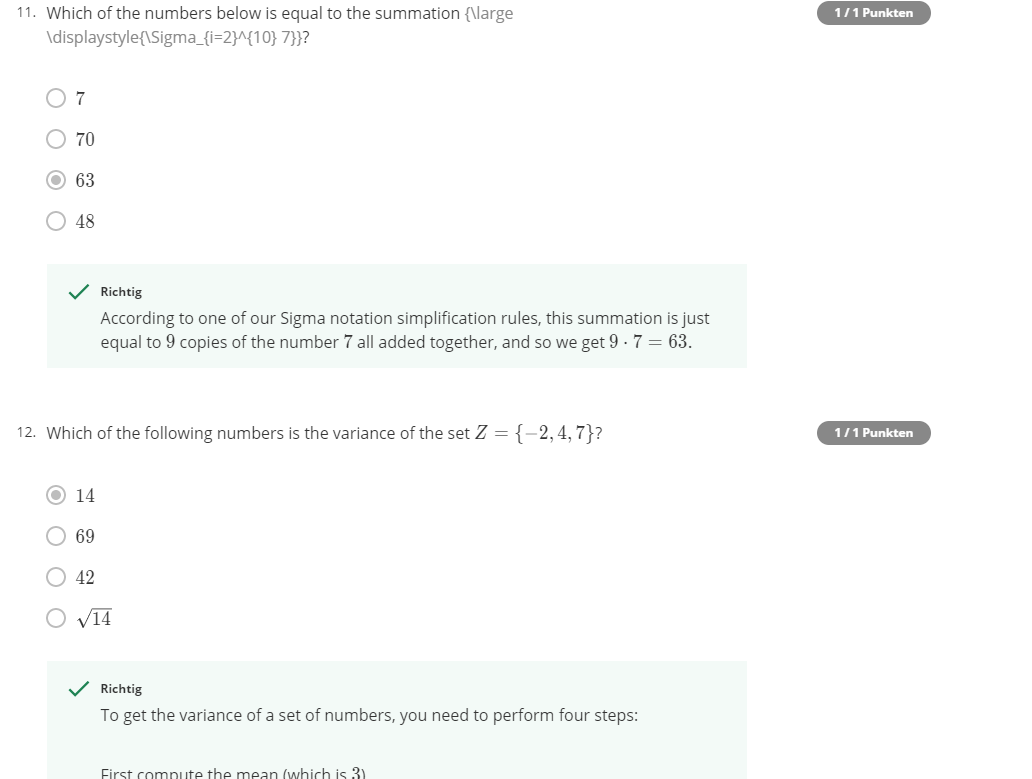 11. Which of the numbers below is equal to the summation {\large 1 / 1 Punkten
\displaystyle{\Sigma_{i=2}^{10} 7}}?
7
70
63
48
Richtig
According to one of our Sigma notation simplification rules, this summation is just
equal to 9 copies of the number 7 all added together, and so we get 9 · 7 = 63.
12. Which of the following numbers is the variance of the set Z = {−2, 4, 7}? 1 / 1 Punkten
14
69
42
√14
Richtig
To get the variance of a set of numbers, you need to perform four steps:
First compute the mean (which is 3)